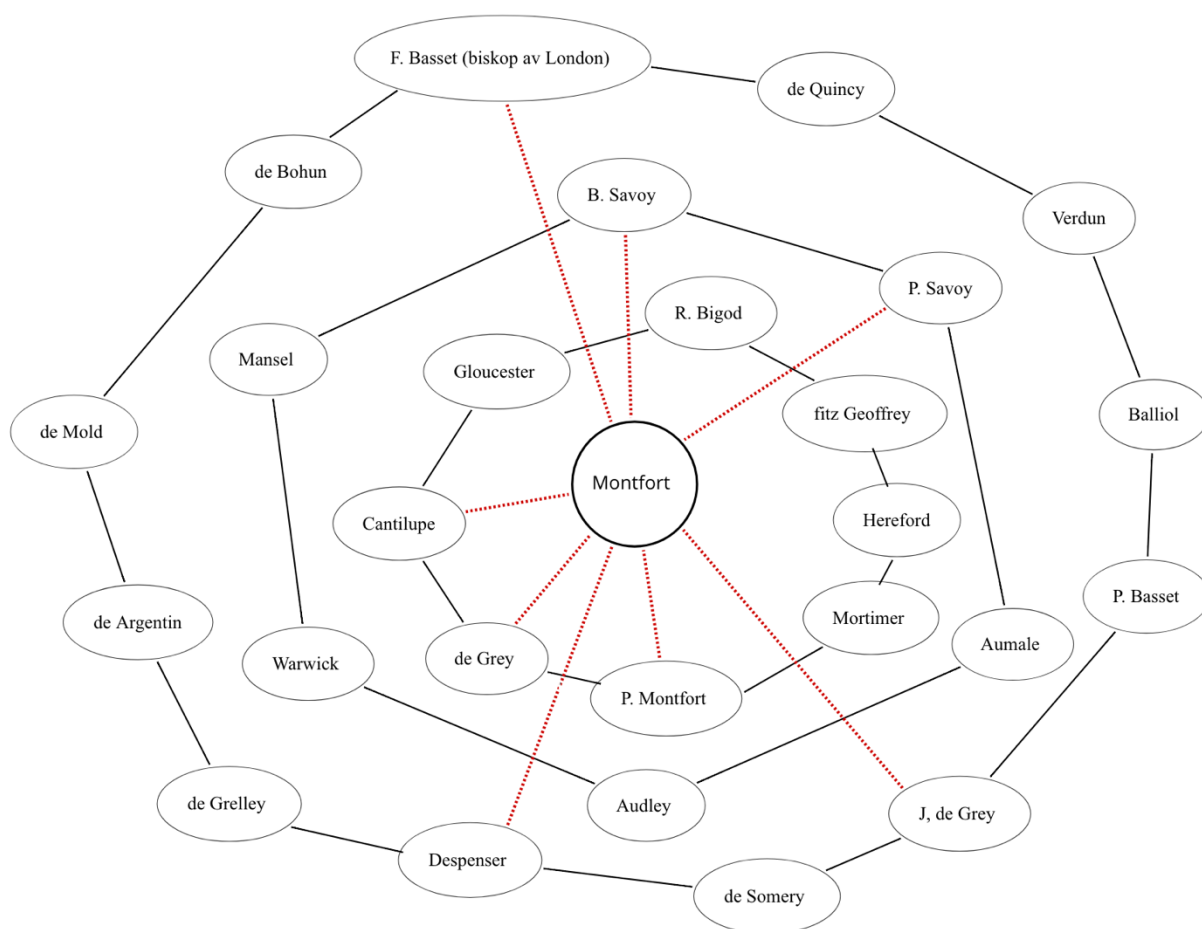 F. Basset (biskop av London)
de Quincy
de Bohun
B. Savoy
Verdun
P. Savoy
R. Bigod
Mansel
Gloucester
fitz Geoffrey
Balliol
de Mold
Montfort
Cantilupe
Hereford
P. Basset
Mortimer
de Argentin
Aumale
de Grey
Warwick
P. Montfort
de Grelley
Audley
J, de Grey
Despenser
de Somery